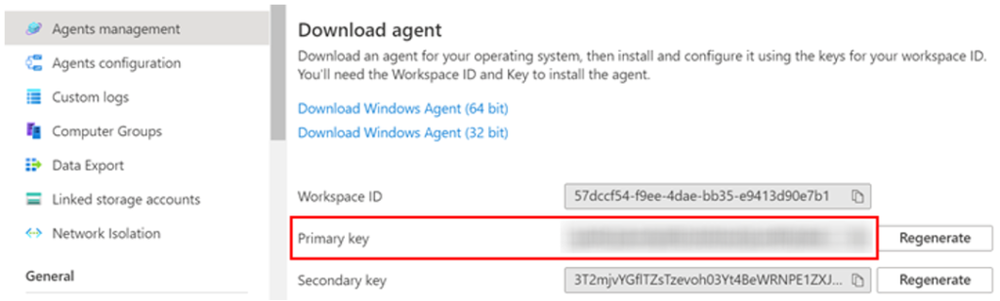 Agents management
Agents configuration
Custom logs
Computer Groups
Data Export
Linked storage accounts
Network Isolation
General
Download agent
Download an agent for your operating system, then install and configure it using the keys for your workspace ID.
You'll need the Workspace ID and Key to install the agent.
Download Windows Agent (64 bit)
Download Windows Agent (32 bit)
Workspace ID 57dccf54-f9ee-4dae-bb35-e9413d90e7b1
Primary key Regenerate
Secondary key 3T2mjvYGflTZsTzevoh03Yt4BeWRNPE1ZXJ... Regenerate